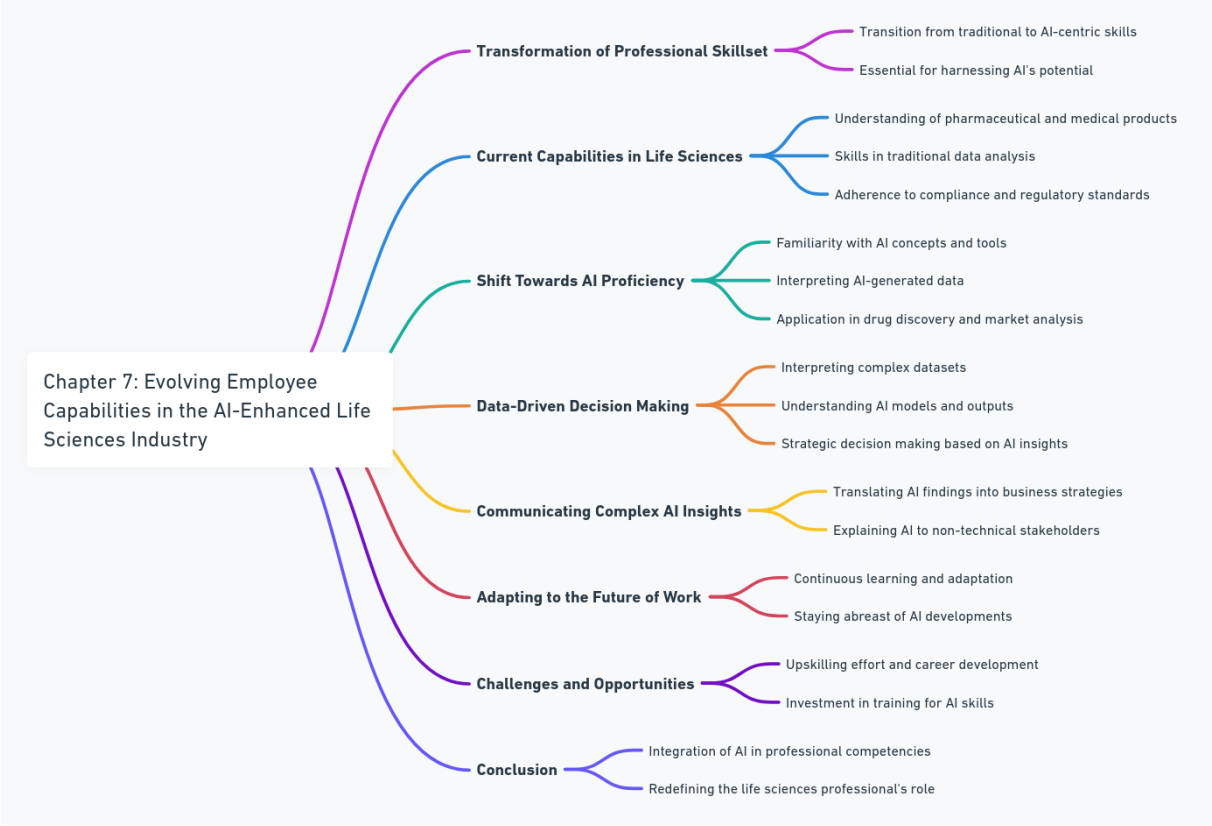 Chapter 7: Evolving Employee
Capabilities in the AI-Enhanced Life
Sciences Industry
Transformation of Professional Skillset
Transition from traditional to AI-centric skills
Essential for harnessing AI's potential
Current Capabilities in Life Sciences
Understanding of pharmaceutical and medical products
Skills in traditional data analysis
Adherence to compliance and regulatory standards
Shift Towards AI Proficiency
Familiarity with AI concepts and tools
Interpreting AI-generated data
Application in drug discovery and market analysis
Data-Driven Decision Making
Interpreting complex datasets
Understanding AI models and outputs
Strategic decision making based on AI insights
Communicating Complex AI Insights
Translating AI findings into business strategies
Explaining AI to non-technical stakeholders
Adapting to the Future of Work
Continuous learning and adaptation
Staying abreast of AI developments
Challenges and Opportunities
Upskilling effort and career development
Investment in training for AI skills
Conclusion
Integration of AI in professional competencies
Redefining the life sciences professional's role